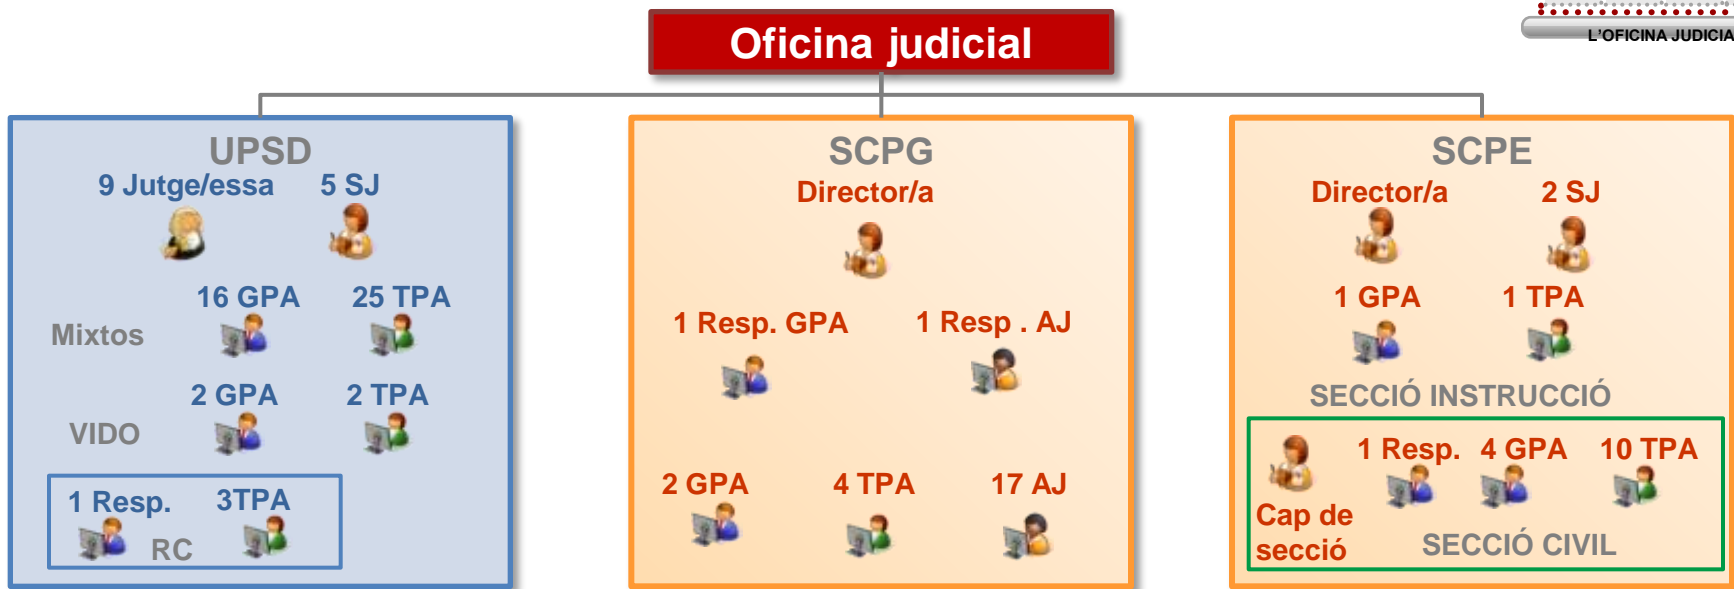 Oficina judicial
L'OFICINA JUDICIA
UPSD
9 Jutge/essa 5 SJ
16 GPA 25 TPA
Mixtos
2 GPA 2 TPA
VIDO
1 Resp. 3TPA
RC
SCPG
Director/a
1 Resp. GPA 1 Resp . AJ
2 GPA 4 TPA 17 AJ
SCPE
Director/a 2 SJ
1 GPA 1 TPA
SECCIÓ INSTRUCCIÓ
1 Resp. 4 GPA 10 TPA
Cap de
secció
SECCIÓ CIVIL